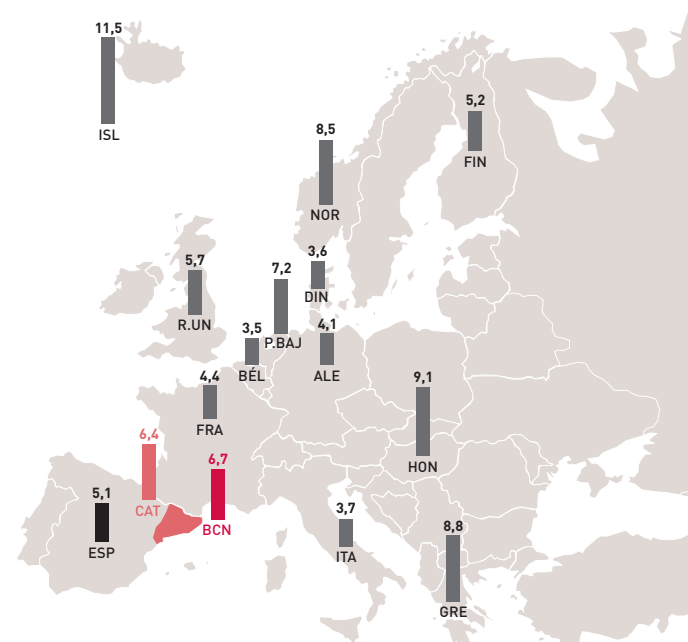 11,5
ISL
5,2
FIN
8,5
NOR
5,7
R.UN
7,2
P.BAJ
3,6
DIN
3,5
BÉL
4,1
ALE
4,4
FRA
9,1
HON
6,4
CAT
6,7
BCN
5,1
ESP
3,7
ITA
8,8
GRE